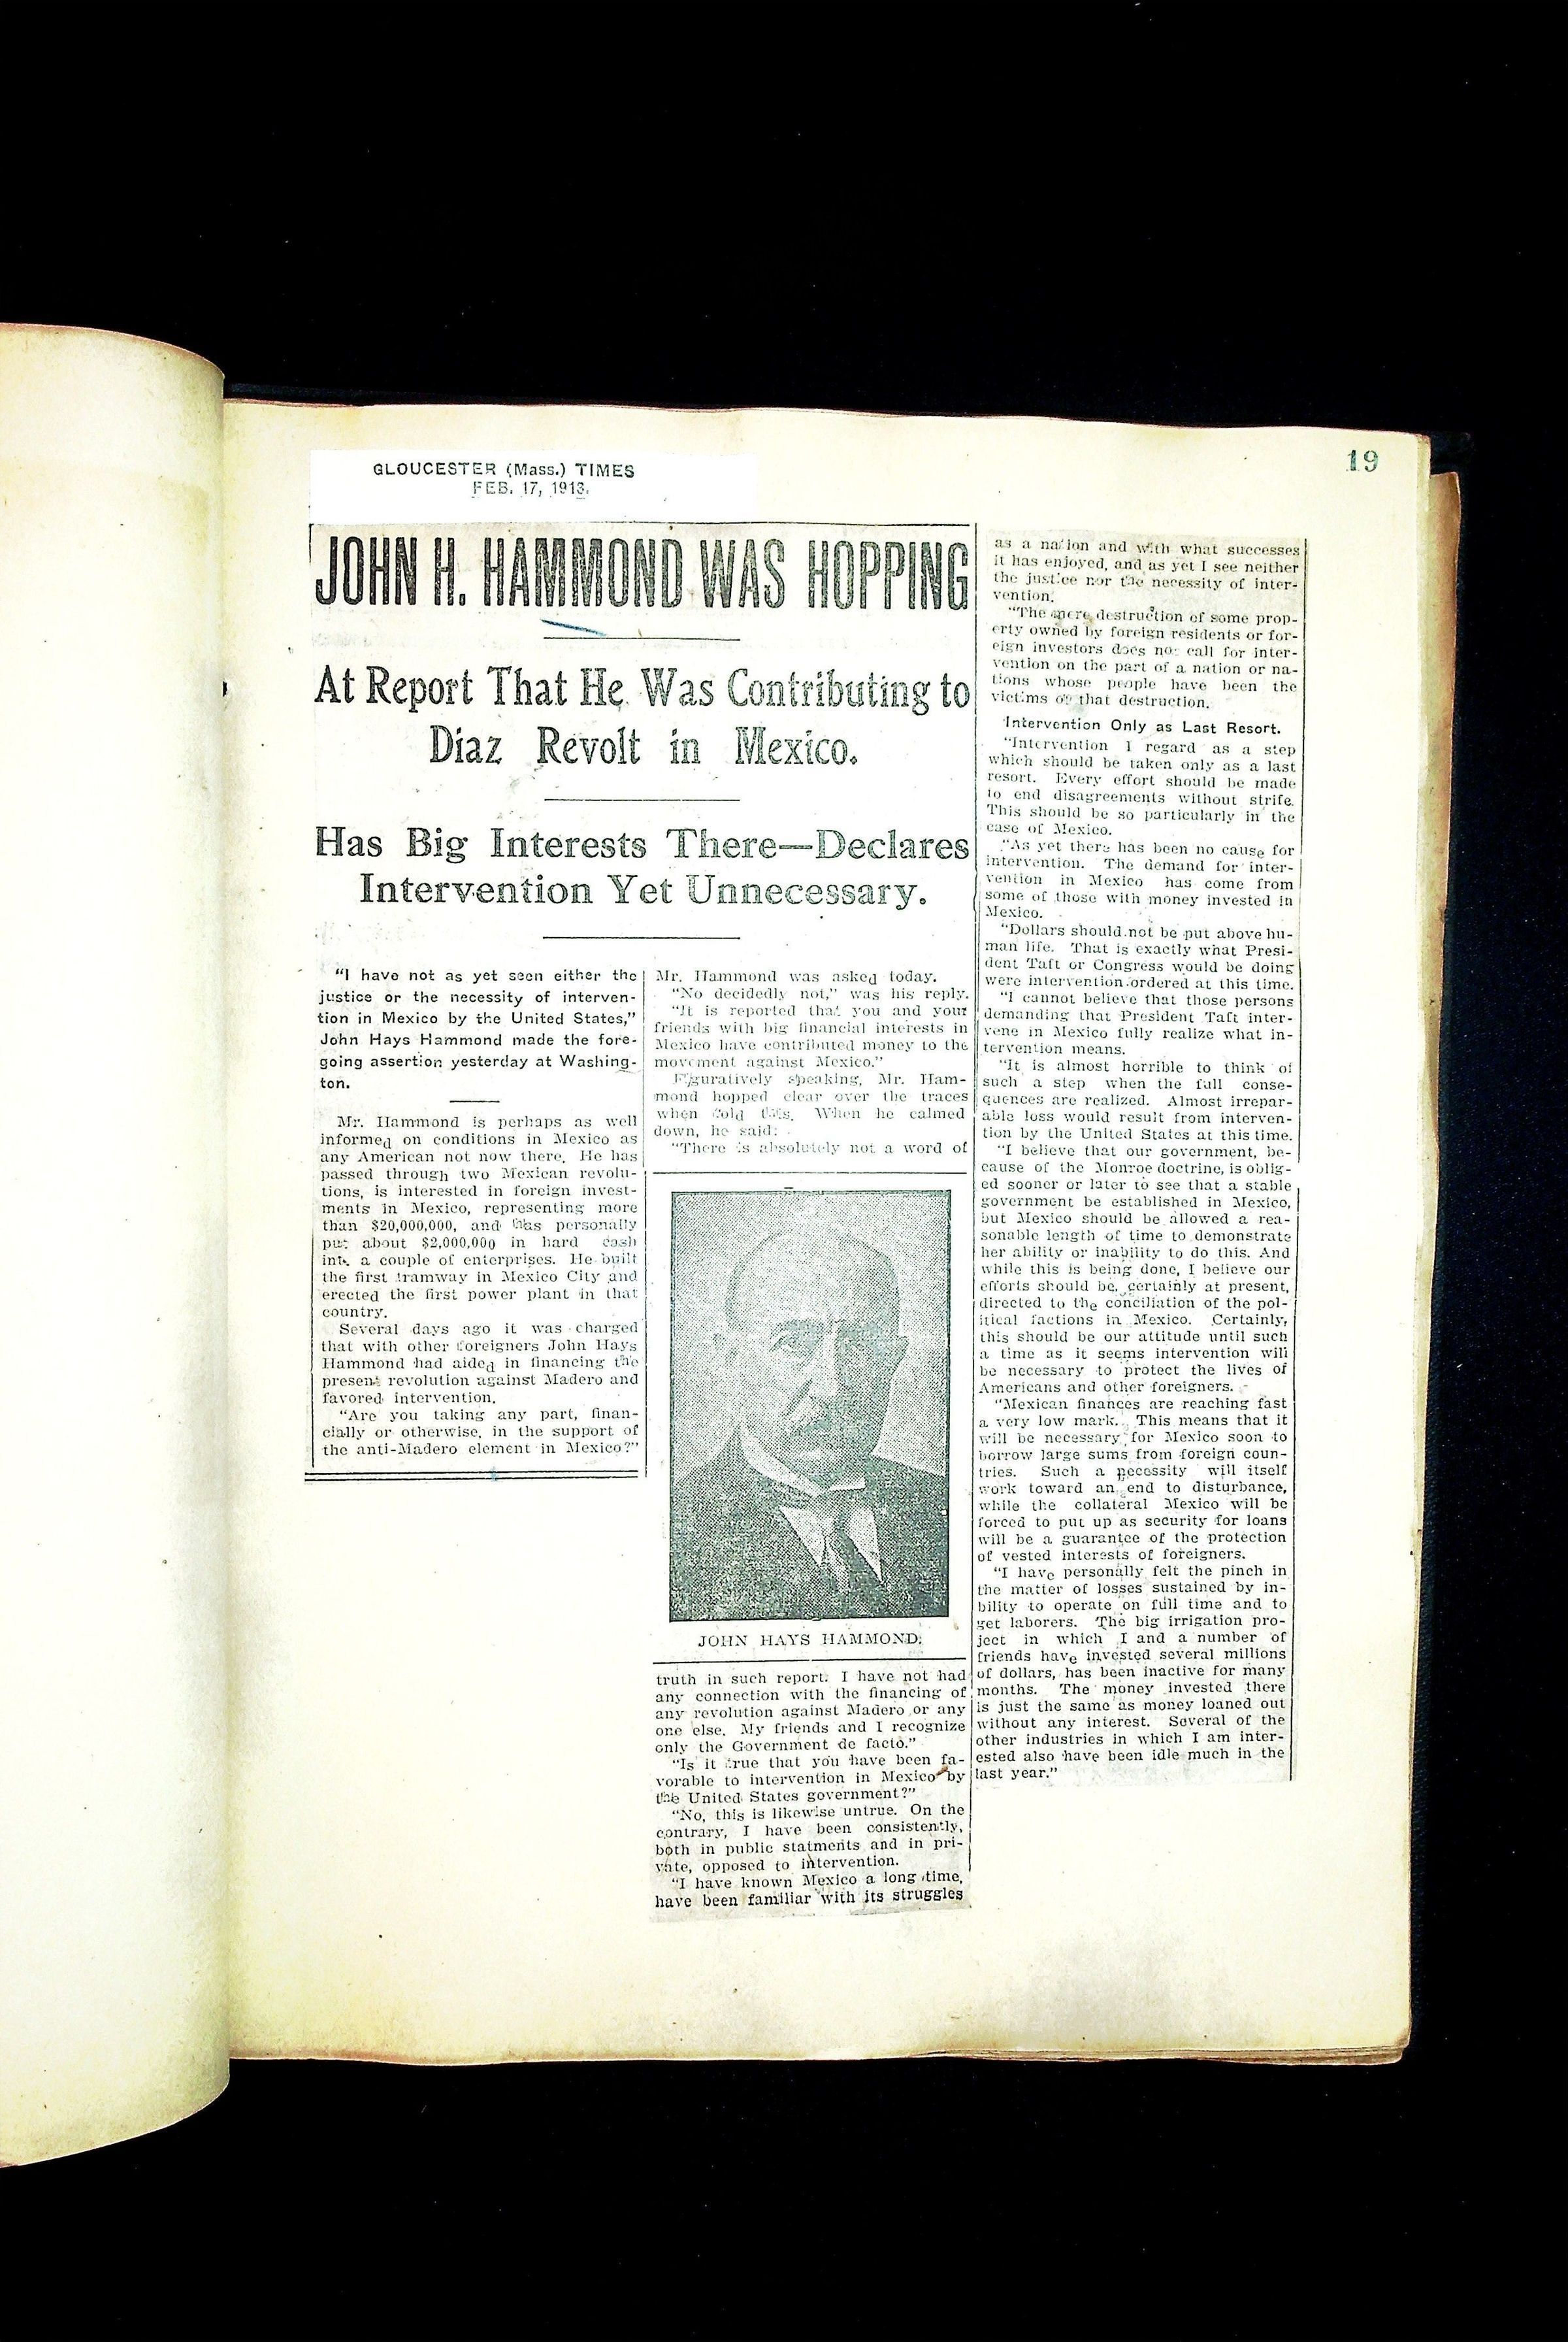 19
GLOUCESTER (Mass.) TIMES
FEB. 17, 1913.
JOHN H. HAMMOND WAS HOPPING
At Report That He Was Contributing to
Diaz Revolt in Mexico.
Has Big Interests There—Declares
Intervention Yet Unnecessary.
"I have not as yet seen either the
justice or the necessity of interven-
tion in Mexico by the United States,"
John Hays Hammond made the fore-
going assertion yesterday at Washing-
ton.
Mr. Hammond is perhaps as well
informed on conditions in Mexico as
any American not now there. He has
passed through two Mexican revolu-
tions, is interested in foreign invest-
ments in Mexico, representing more
than $20,000,000, and has personally
put about $2,000,000 in hard cash
into a couple of enterprises. He built
the first tramway in Mexico City and
erected the first power plant in that
country.
Several days ago it was charged
that with other foreigners John Hays
Hammond had aided in financing the
present revolution against Madero and
favored intervention.
"Are you taking any part, finan-
cially or otherwise, in the support of
the anti-Madero element in Mexico?"
Mr. Hammond was asked today.
"No decidedly not," was his reply.
"It is reported that you and your
friends with big financial interests in
Mexico have contributed money to the
movement against Mexico."
Figuratively speaking, Mr. Ham-
mond hopped clear over the traces
when told this. When he calmed
down, he said:
"There is absolutely not a word of
JOHN HAYS HAMMOND.
truth in such report. I have not had
any connection with the financing of
any revolution against Madero or any
one else. My friends and I recognize
only the Government de facto."
"Is it true that you have been fa-
vorable to intervention in Mexico by
the United States government?"
"No, this is likewise untrue. On the
contrary, I have been consistently,
both in public statments and in pri-
vate, opposed to intervention.
"I have known Mexico a long time,
have been familiar with its struggles
as a nation and with what successes
it has enjoyed, and as yet I see neither
the justice nor the necessity of inter-
vention.
"The mere destruction of some prop-
erty owned by foreign residents or for-
eign investors does not call for inter-
vention on the part of a nation or na-
tions whose people have been the
victims of that destruction.
Intervention Only as Last Resort.
"Intervention I regard as a step
which should be taken only as a last
resort. Every effort should be made
to end disagreements without strife.
This should be so particularly in the
case of Mexico.
"As yet there has been no cause for
intervention. The demand for inter-
vention in Mexico has come from
some of those with money invested in
Mexico.
"Dollars should not be put above hu-
man life. That is exactly what Presi-
dent Taft or Congress would be doing
were intervention ordered at this time.
"I cannot believe that those persons
demanding that President Taft inter-
vene in Mexico fully realize what in-
tervention means.
"It is almost horrible to think of
such a step when the full conse-
quences are realized. Almost irrepar-
able loss would result from interven-
tion by the United States at this time.
"I believe that our government, be-
cause of the Monroe doctrine, is oblig-
ed sooner or later to see that a stable
government be established in Mexico,
but Mexico should be allowed a rea-
sonable length of time to demonstrate
her ability or inability to do this. And
while this is being done, I believe our
efforts should be, certainly at present,
directed to the conciliation of the pol-
itical factions in Mexico. Certainly,
this should be our attitude until such
a time as it seems intervention will
be necessary to protect the lives of
Americans and other foreigners.
"Mexican finances are reaching fast
a very low mark. This means that it
will be necessary for Mexico soon to
borrow large sums from foreign coun-
tries. Such a necessity will itself
work toward an end to disturbance,
while the collateral Mexico will be
forced to put up as security for loans
will be a guarantee of the protection
of vested interests of foreigners.
"I have personally felt the pinch in
the matter of losses sustained by in-
bility to operate on full time and to
get laborers. The big irrigation pro-
ject in which I and a number of
friends have invested several millions
of dollars, has been inactive for many
months. The money invested there
is just the same as money loaned out
without any interest. Several of the
other industries in which I am inter-
ested also have been idle much in the
last year."